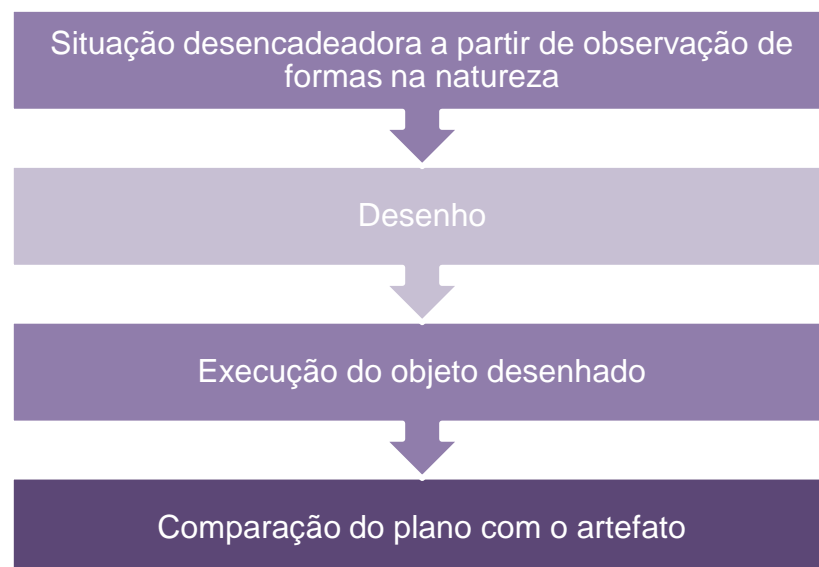 Situação desencadeadora a partir de observação de
formas na natureza
Desenho
Execução do objeto desenhado
Comparação do plano com o artefato